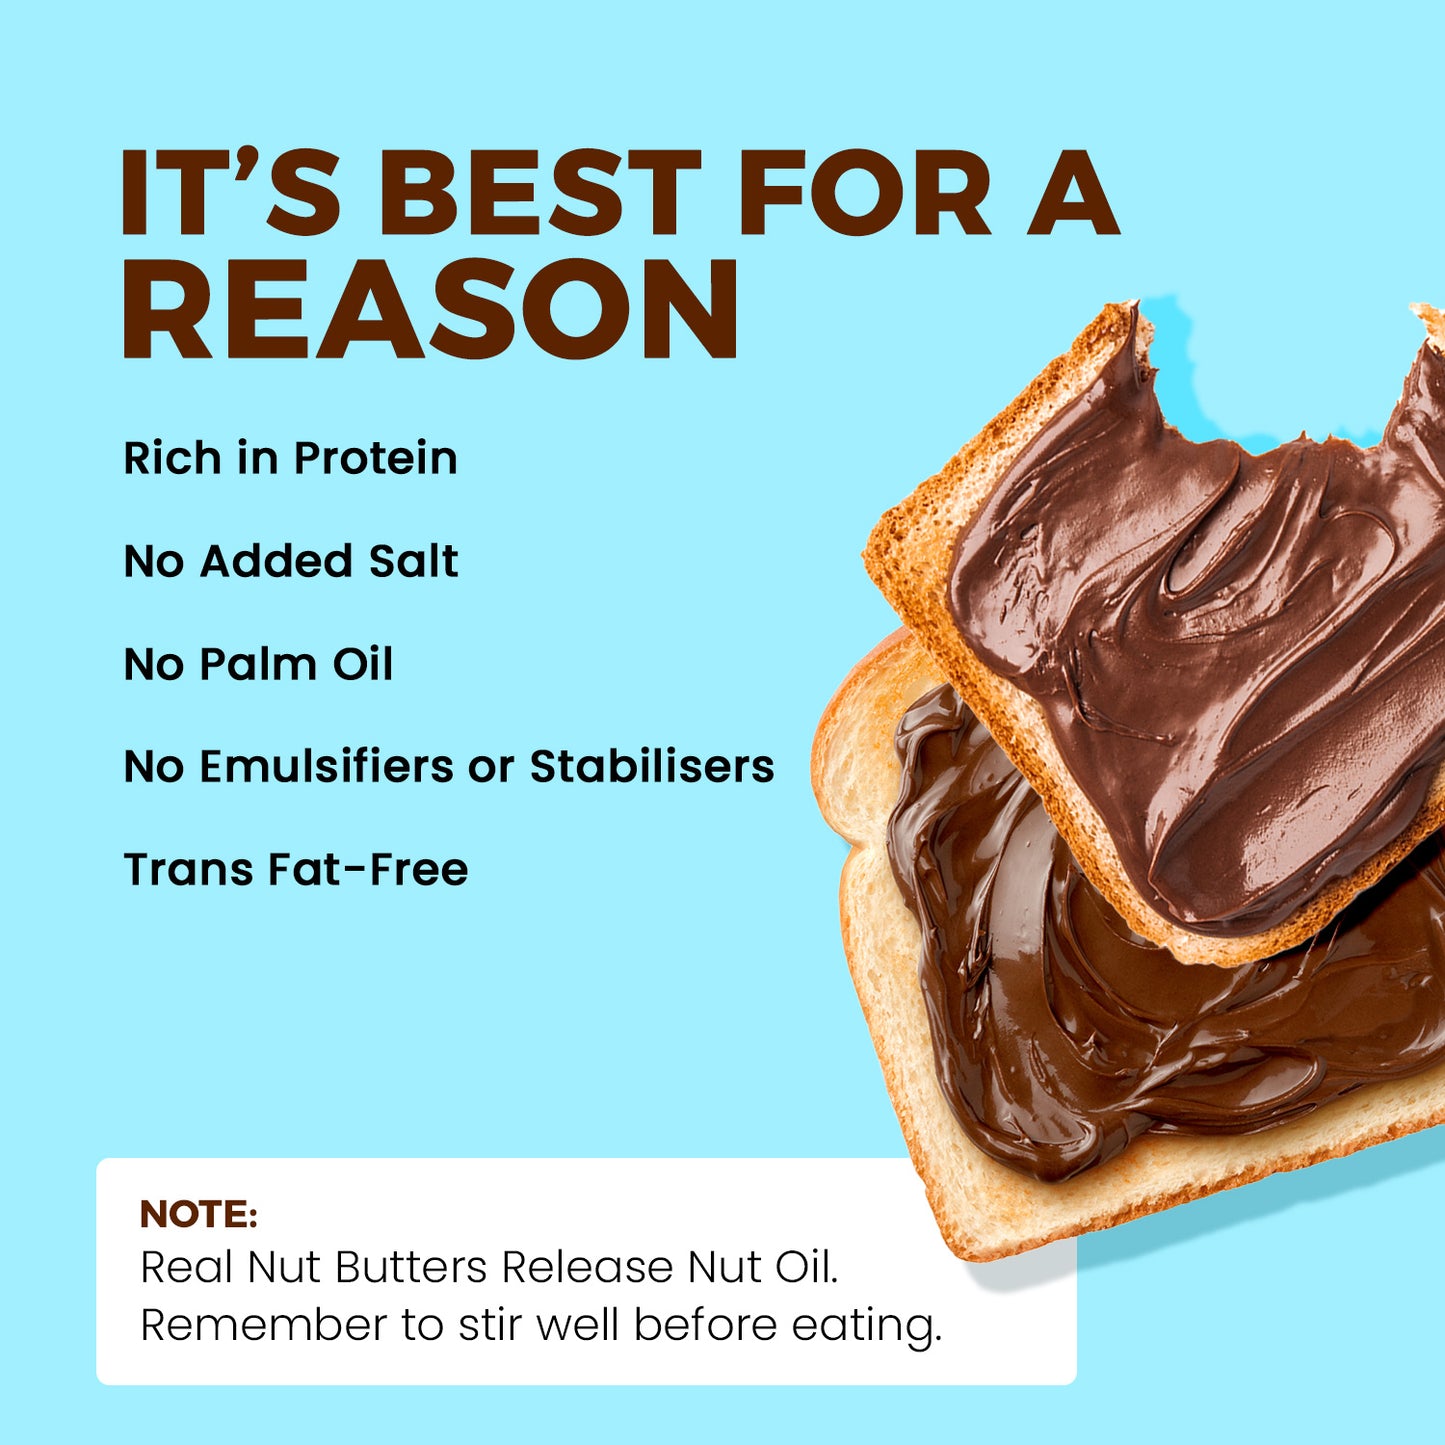 IT’S BEST FOR A
REASON
Rich in Protein
No Added Salt
No Palm Oil
No Emulsifiers or Stabilisers
Trans Fat-Free
NOTE:
Real Nut Butters Release Nut Oil.
Remember to stir well before eating.